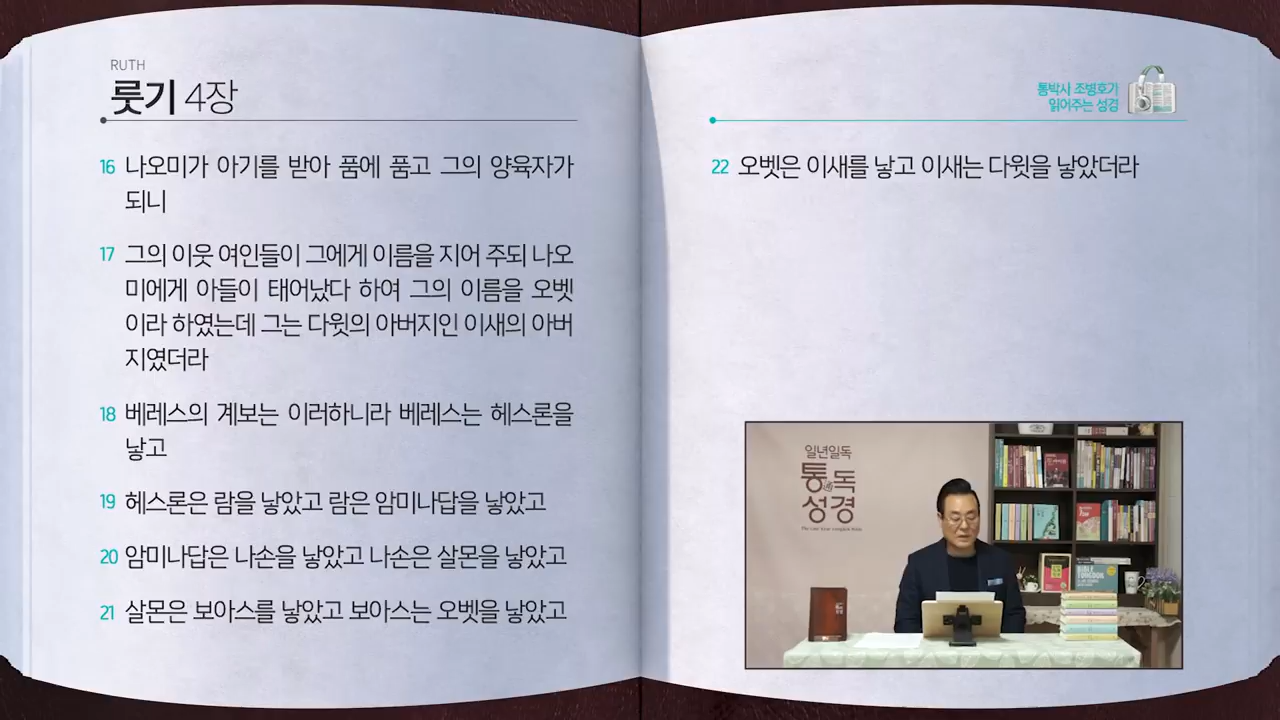 RUTH
룻기 4장
16 나오미가 아기를 받아 품에 품고 그의 양육자가
되니
17 그의 이웃 여인들이 그에게 이름을 지어 주되 나오
미에게 아들이 태어났다 하여 그의 이름을 오벳
이라 하였는데 그는 다윗의 아버지인 이새의 아버
지였더라
18 베레스의 계보는 이러하니라 베레스는 헤스론을
낳고
19 헤스론은 람을 낳았고 람은 암미나답을 낳았고
20 암미나답은 나손을 낳았고 나손은 살몬을 낳았고
21 살몬은 보아스를 낳았고 보아스는 오벳을 낳았고
통박사 조병호가
읽어주는 성경
22 오벳은 이새를 낳고 이새는 다윗을 낳았더라
일년일독
통독
성경